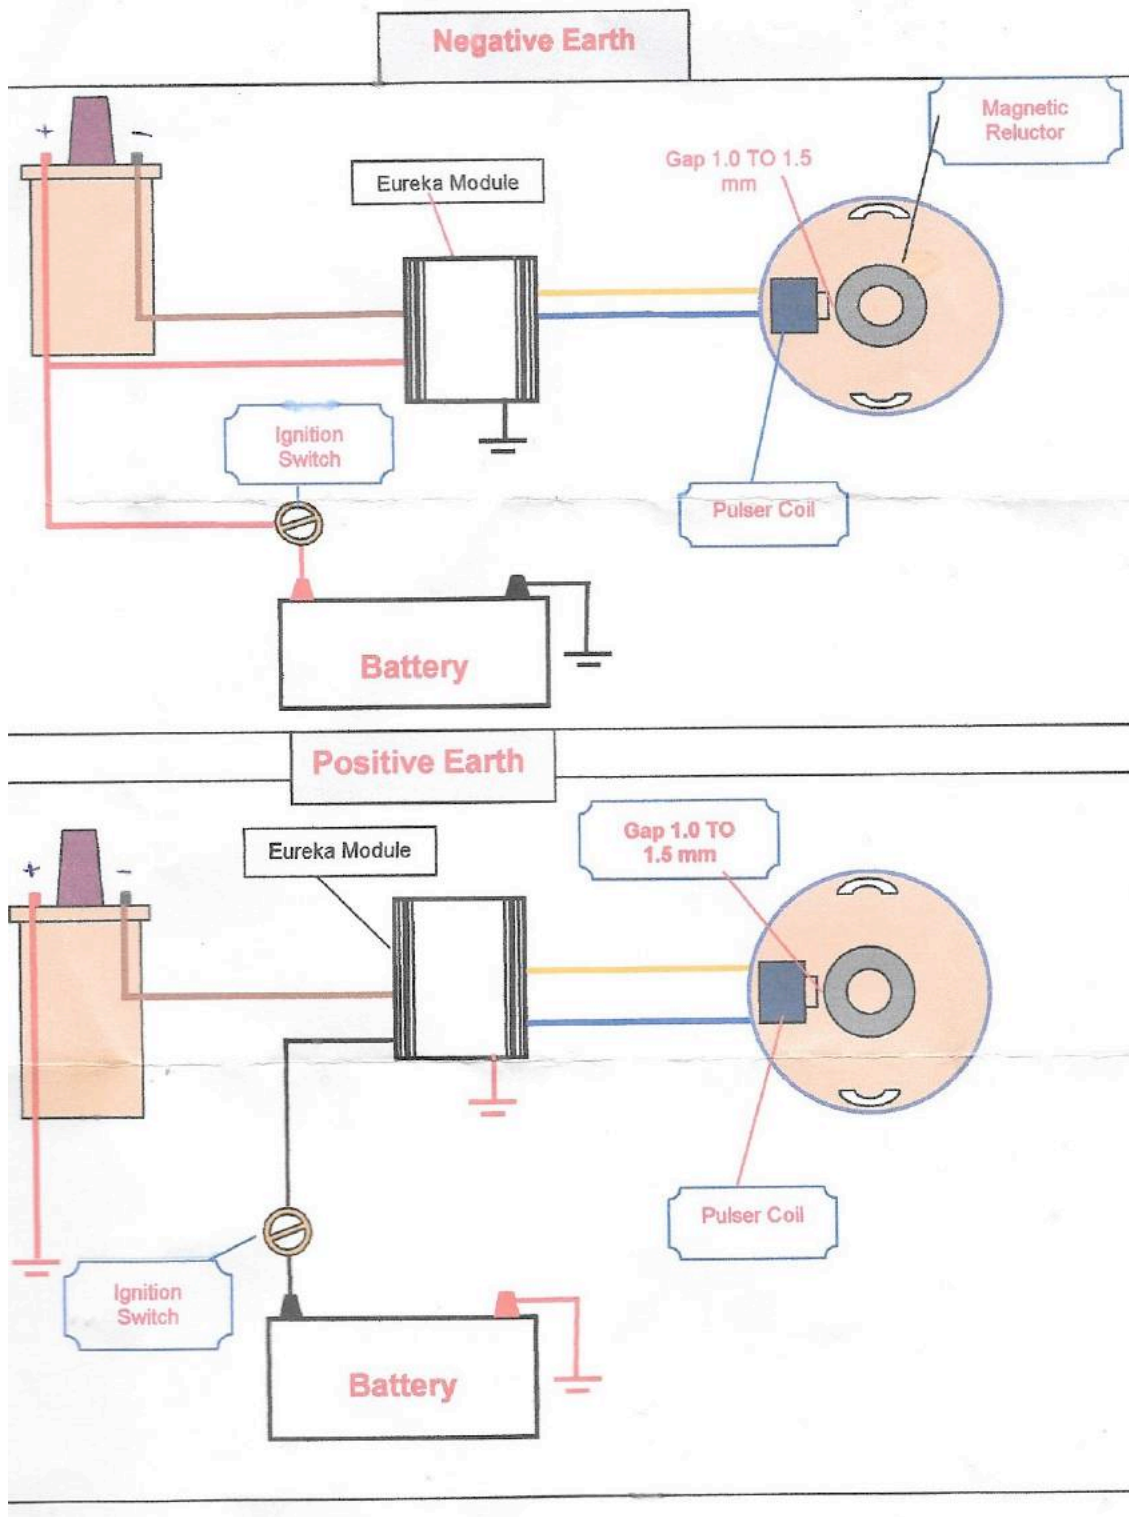 Negative Earth
Magnetic
Reluctor
+
-
Gap 1.0 TO 1.5
mm
Eureka Module
Ignition
Switch
Pulser Coil
Battery
Positive Earth
Gap 1.0 TO
1.5 mm
Eureka Module
+
-
Pulser Coil
Ignition
Switch
Battery